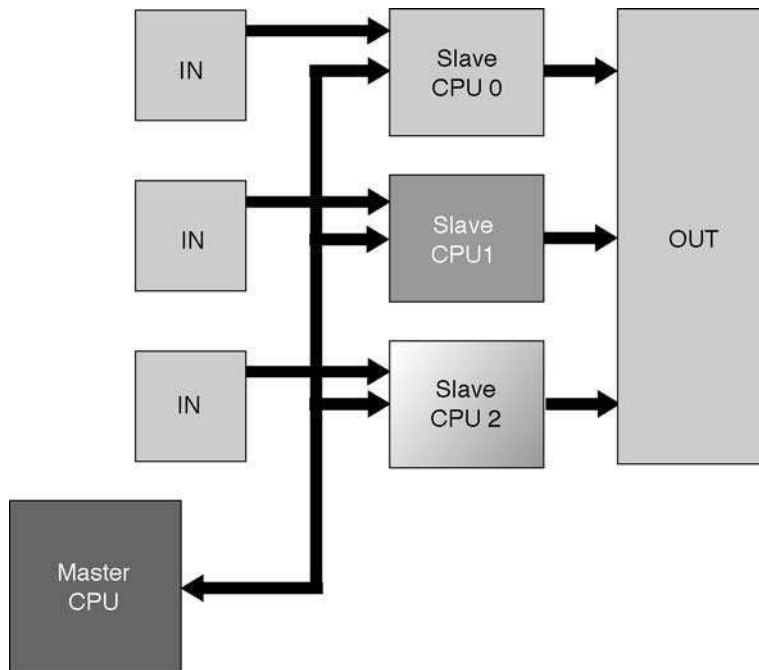 IN
Slave
CPU 0
IN
Slave
CPU1
OUT
IN
Slave
CPU 2
Master
CPU